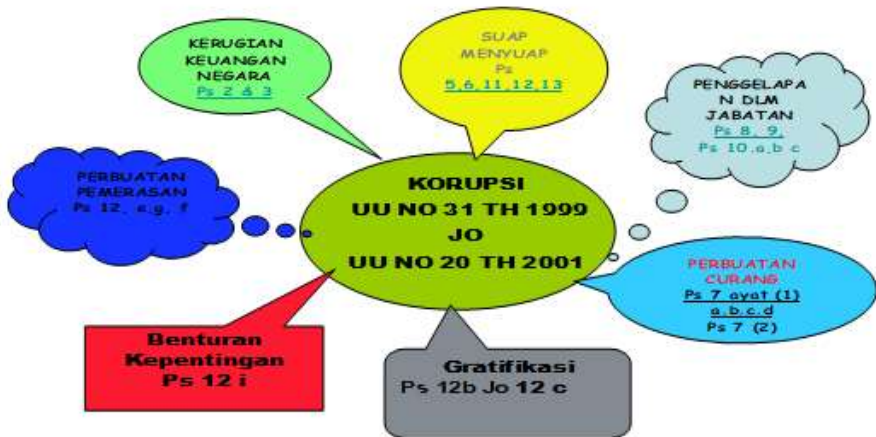 KERUGIAN
KEUANGAN
NEGARA
Ps 2 & 3
SUAP
MENYUAP
Ps
5,6,11,12,13
PENGGELAPA
N DLM
JABATAN
Ps 8, 9,
Ps 10.a,b c
PERBUATAN
PEMERASAN
Ps 12, e,g, f
KORUPSI
UU NO 31 TH 1999
JO
UU NO 20 TH 2001
PERBUATAN
CURANG
Ps 7 ayat (1)
a.b.c.d
Ps 7 (2)
Benturan
Kepentingan
Ps 12 i
Gratifikasi
Ps 12b Jo 12 c